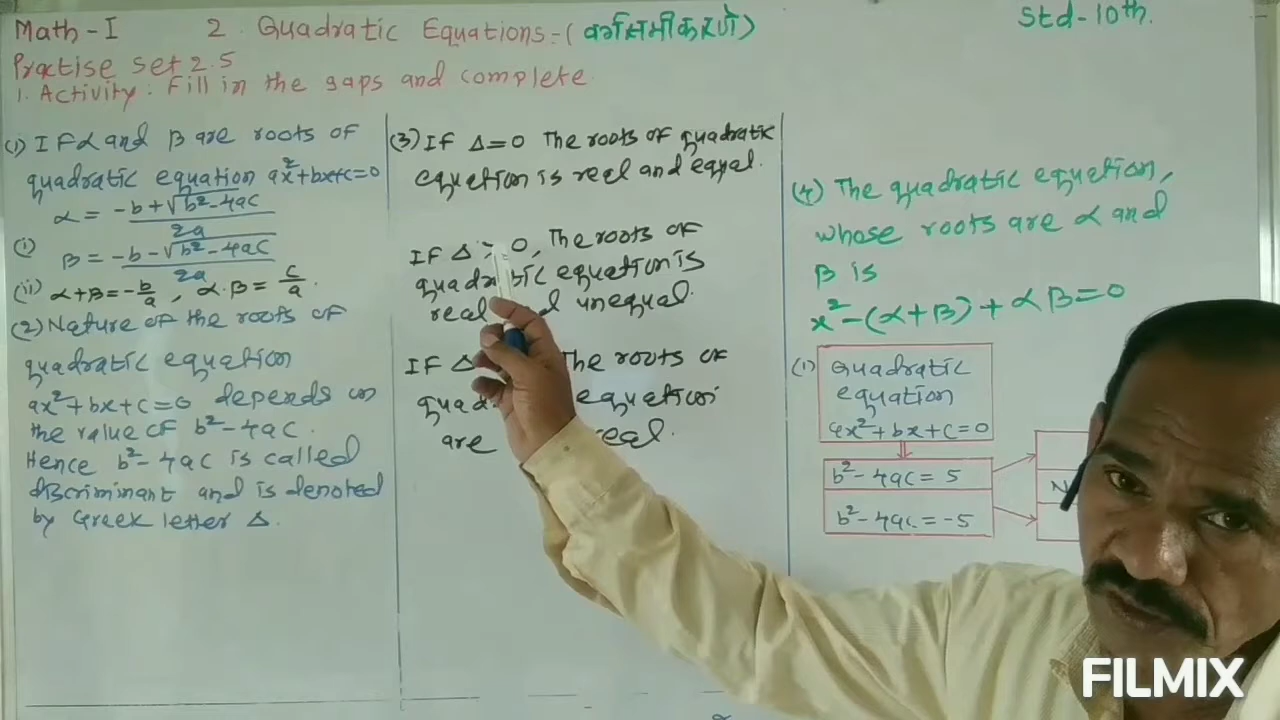 Math-I 2. Quadratic Equations-(वर्गसमीकरणे) Std-10th.
Practise set 2.5
1. Activity: Fill in the gaps and complete
(1) If α and β are roots of
quadratic equation ax²+bx+c=0
α = -b+√b²-4ac / 2a
(i)
β = -b-√b²-4ac / 2a
(ii) α+β=-b/a, α.β=c/a
(2) Nature of the roots of
quadratic equation
ax²+bx+c=0 depends on
the value of b²-4ac.
Hence b²-4ac is called
discriminant and is denoted
by Greek letter Δ.
(3) If Δ=0 The roots of quadratic
equation is real and equal.
If Δ > 0, The roots of
quadratic equation is
real unequal.
If Δ The roots of
equation
are real.
(4) The quadratic equation,
whose roots are α and
β is
x²-(α+β)+αβ=0
(1) Quadratic
equation
ax²+bx+c=0
b²-4ac = 5
b²-4ac = -5
N
FILMIX